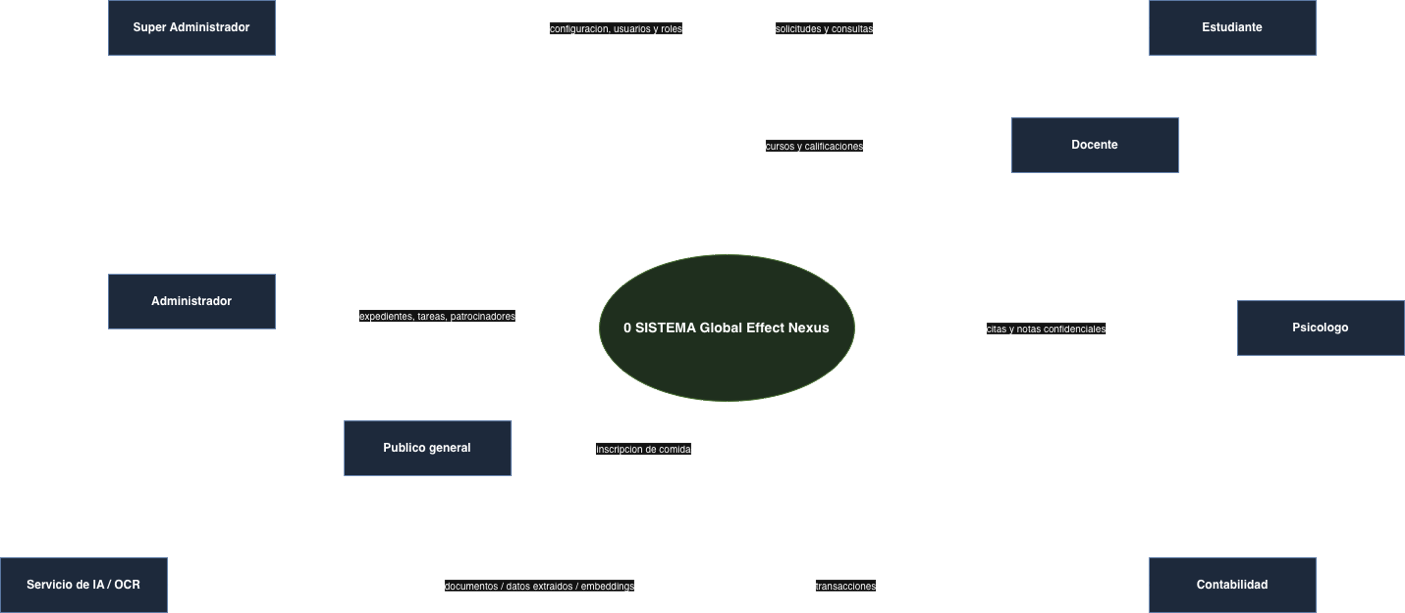 Super Administrador
configuracion, usuarios y roles
solicitudes y consultas
Estudiante
cursos y calificaciones
Docente
Administrador
expedientes, tareas, patrocinadores
0 SISTEMA Global Effect Nexus
citas y notas confidenciales
Psicologo
Publico general
inscripcion de comida
Servicio de IA / OCR
documentos / datos extraidos / embeddings
transacciones
Contabilidad